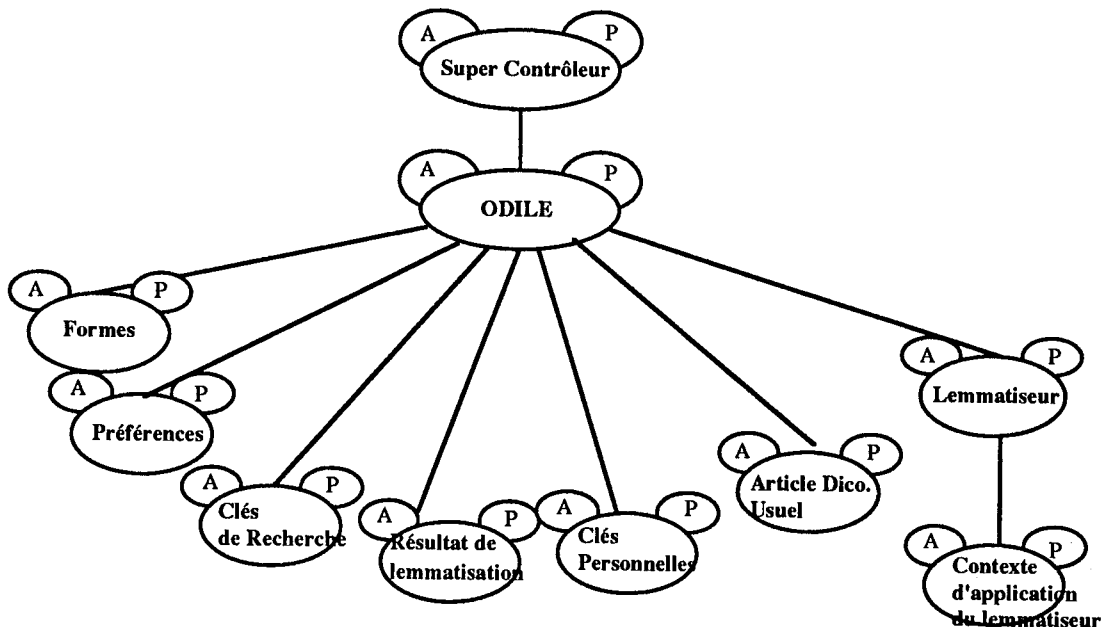 A P
Super Contrôleur
A P
ODILE
A P
Formes
A P
Préférences
A P
Lemmatiseur
A P
Article Dico.
Usuel
A P
Clés
de Recherche
A P
Résultat de
lemmatisation
A P
Clés
Personnelles
A P
Contexte
d'application
du lemmatiseur